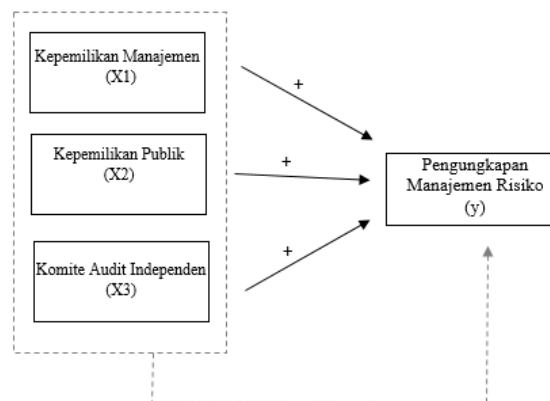 Kepemilikan Manajemen
(X1)
+
Kepemilikan Publik
(X2)
+
Pengungkapan
Manajemen Risiko
(y)
Komite Audit Independen
(X3)
+